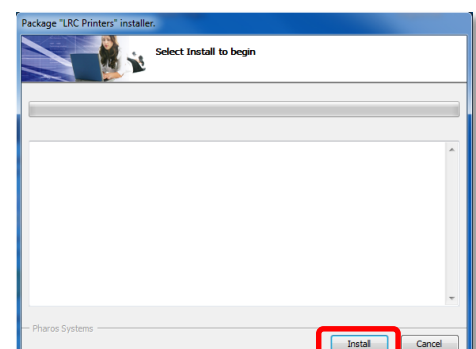 Package "LRC Printers" installer.
Select Install to begin
Pharos Systems
Install
Cancel